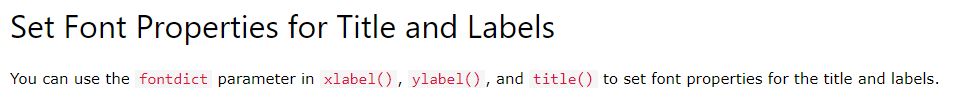 Set Font Properties for Title and Labels
You can use the fontdict parameter in xlabel(), ylabel(), and title() to set font properties for the title and labels.